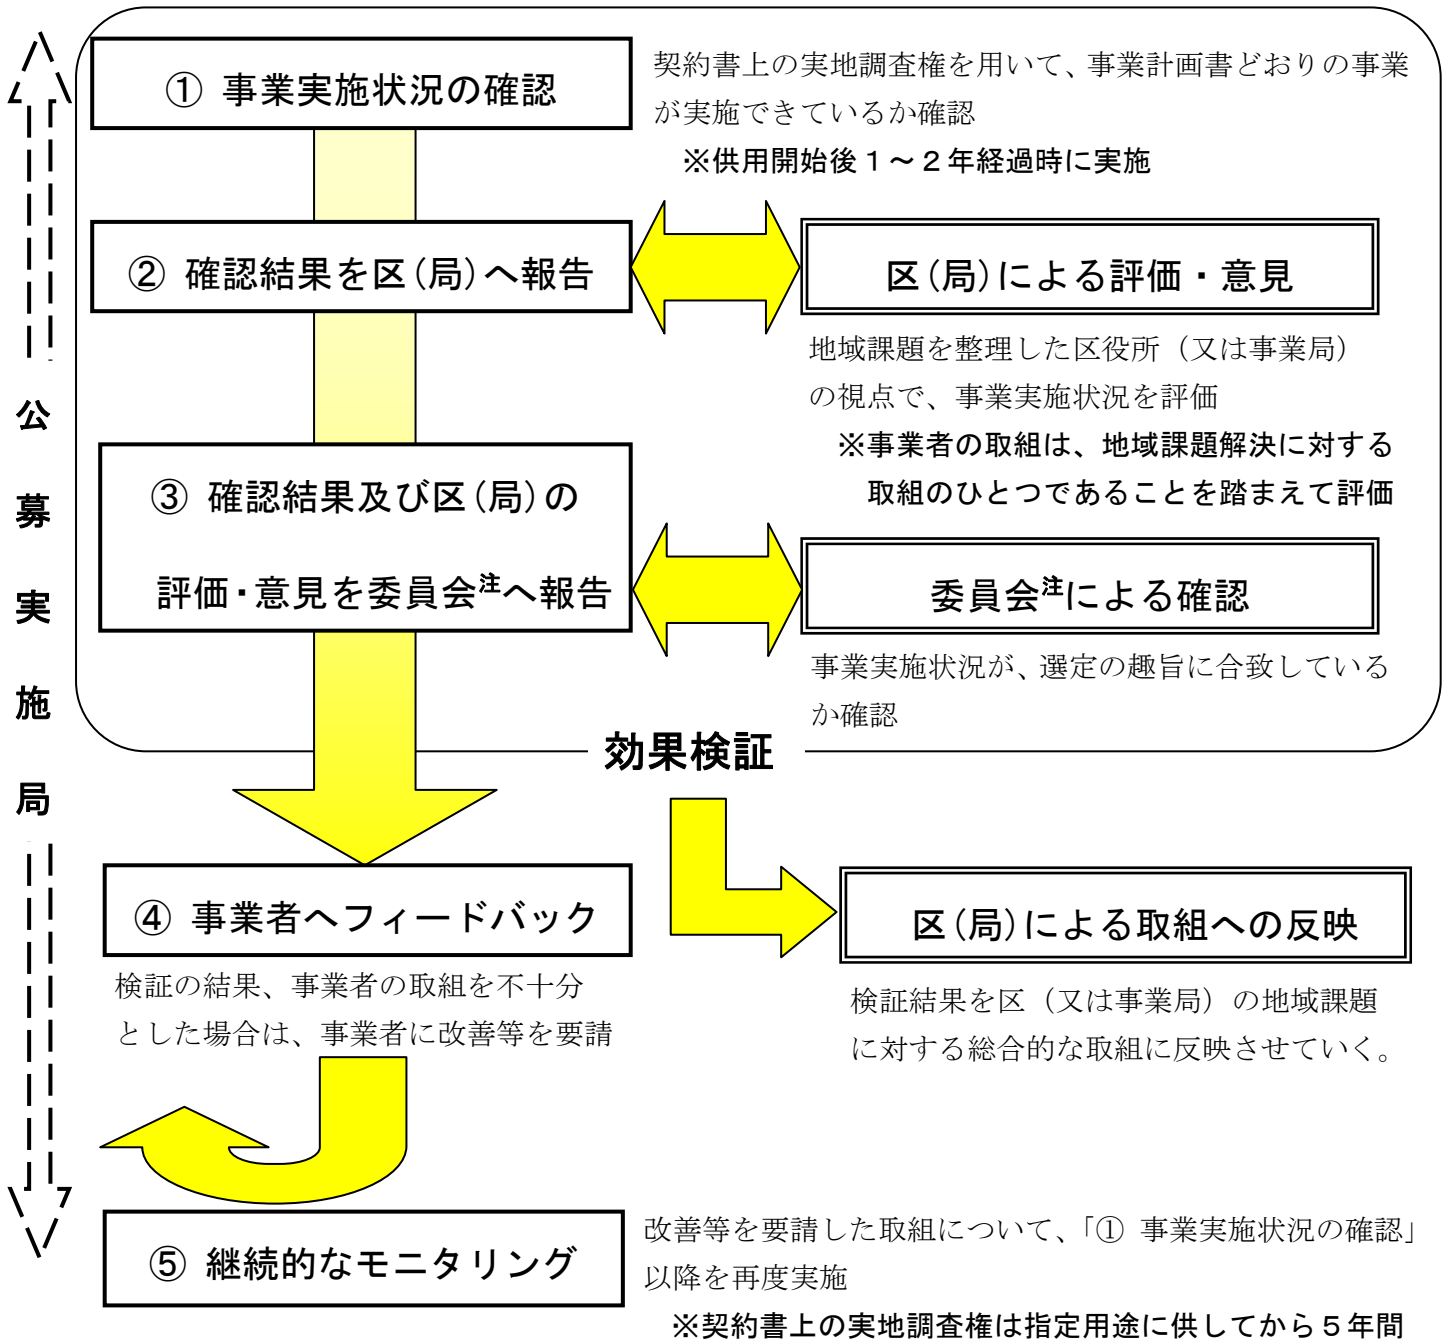 ① 事業実施状況の確認
契約書上の実地調査権を用いて、事業計画書どおりの事業
が実施できているか確認
※供用開始後１～２年経過時に実施
② 確認結果を区(局)へ報告
区(局)による評価・意見
地域課題を整理した区役所（又は事業局）
の視点で、事業実施状況を評価
※事業者の取組は、地域課題解決に対する
取組のひとつであることを踏まえて評価
③ 確認結果及び区(局)の
評価・意見を委員会注へ報告
委員会注による確認
事業実施状況が、選定の趣旨に合致している
か確認
効果検証
公募実施局
④ 事業者へフィードバック
検証の結果、事業者の取組を不十分
とした場合は、事業者に改善等を要請
区(局)による取組への反映
検証結果を区（又は事業局）の地域課題
に対する総合的な取組に反映させていく。
⑤ 継続的なモニタリング
改善等を要請した取組について、「① 事業実施状況の確認」
以降を再度実施
※契約書上の実地調査権は指定用途に供してから５年間